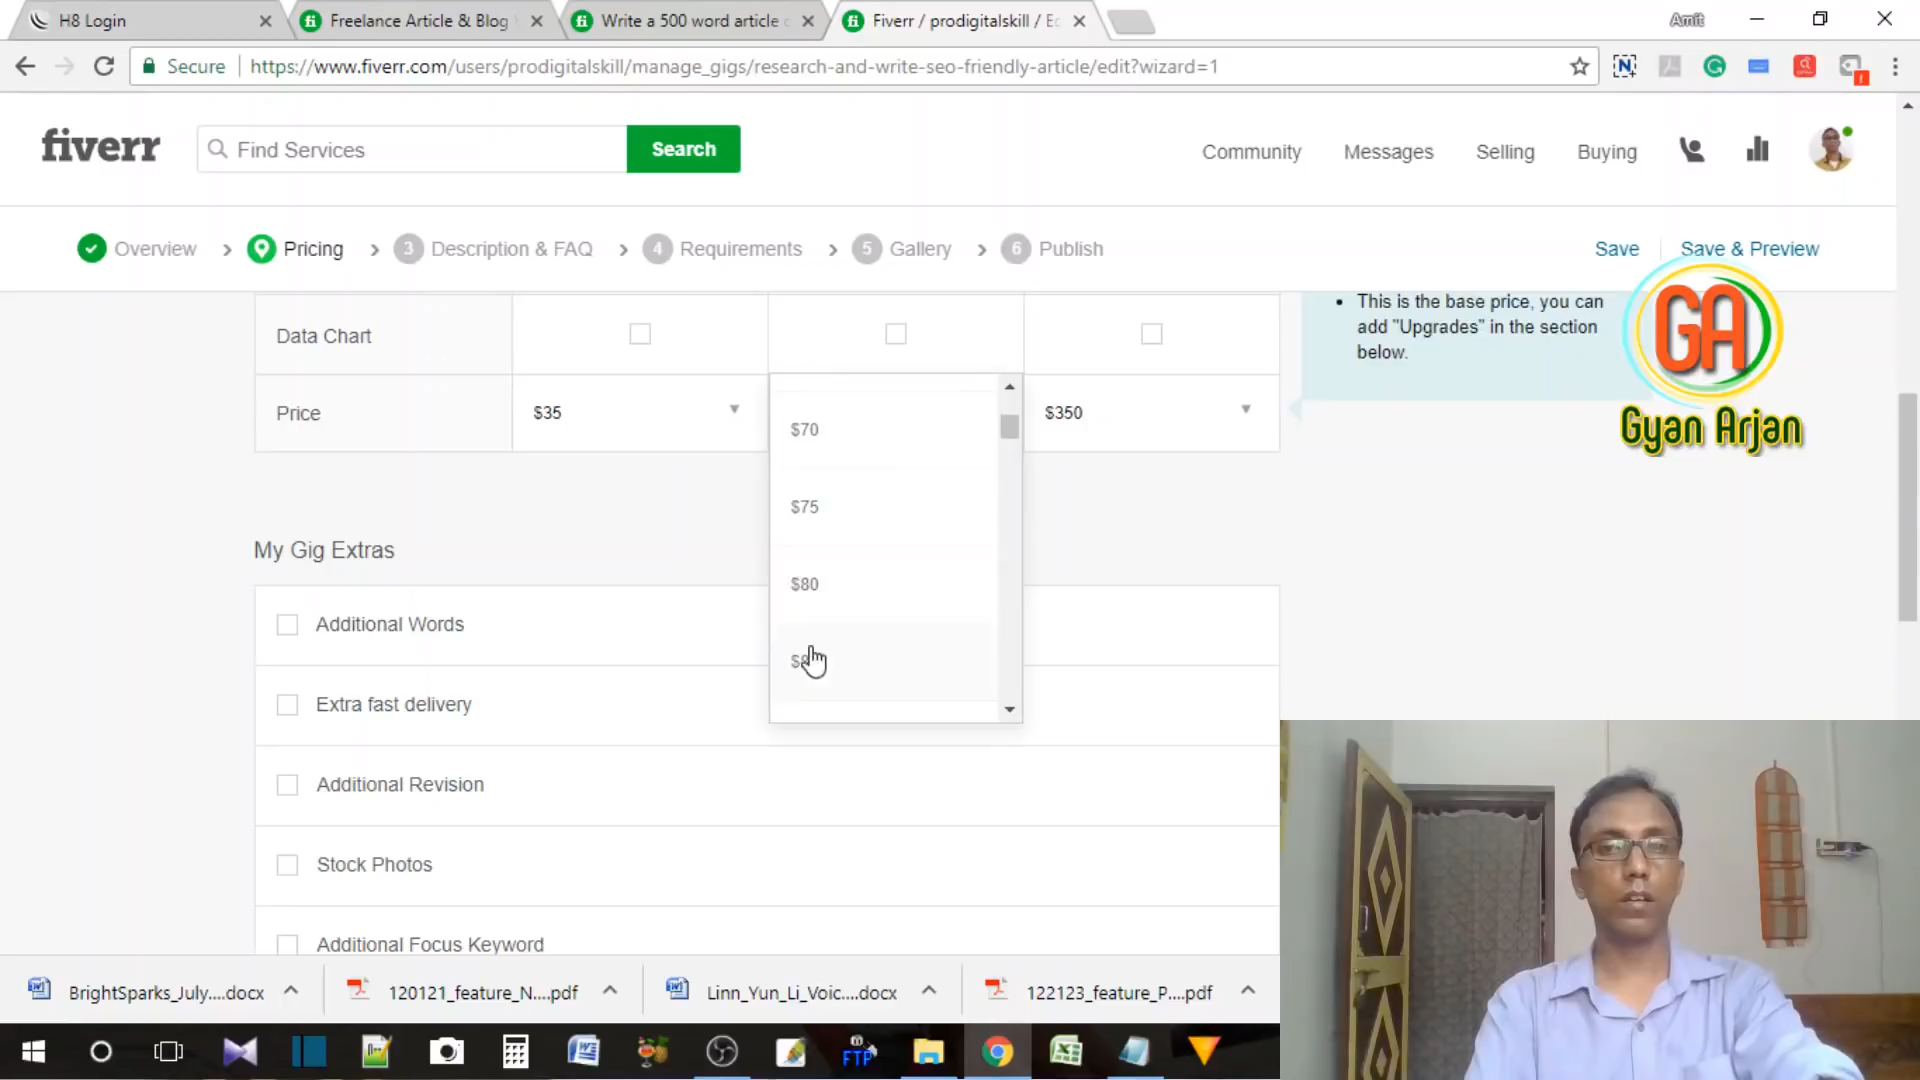 H8 Login
Freelance Article & Blog
Write a 500 word article
Fiverr / prodigitalskill / Ec
Amit
Secure
https://www.fiverr.com/users/prodigitalskill/manage_gigs/research-and-write-seo-friendly-article/edit?wizard=1
fiverr
Find Services
Search
Community
Messages
Selling
Buying
Overview
Pricing
3 Description & FAQ
4 Requirements
5 Gallery
6 Publish
Save
Save & Preview
Data Chart
• This is the base price, you can
add "Upgrades" in the section
below.
GA
Gyan Arjan
Price
$35
$350
$70
$75
$80
My Gig Extras
Additional Words
Extra fast delivery
Additional Revision
Stock Photos
Additional Focus Keyword
BrightSparks_July....docx
120121_feature_N....pdf
Linn_Yun_Li_Voic....docx
122123_feature_P....pdf
FTP